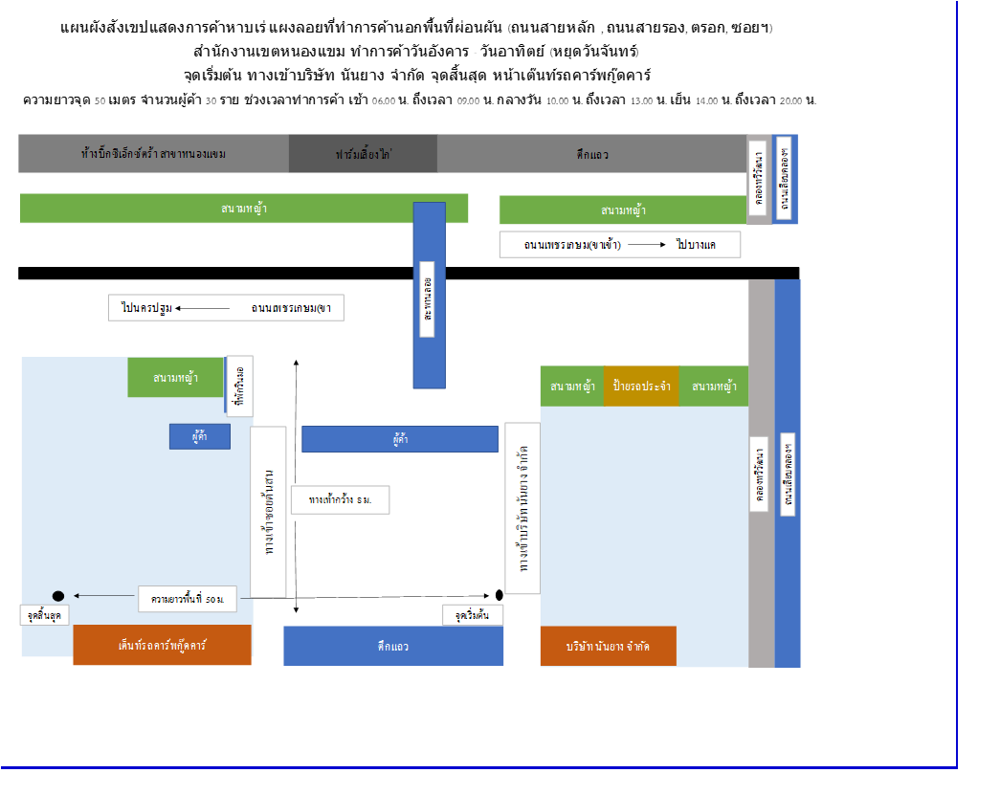 แผนผังสังเขปแสดงการค้าหาบเร่ แผงลอยที่ทำการค้านอกพื้นที่ผ่อนผัน (ถนนสายหลัก , ถนนสายรอง, ตรอก, ซอยฯ)
สำนักงานเขตหนองแขม ทำการค้าวันอังคาร - วันอาทิตย์ (หยุดวันจันทร์)
จุดเริ่มต้น ทางเข้าบริษัท นันยาง จำกัด จุดสิ้นสุด หน้าเต๊นท์รถคาร์พกู๊ดคาร์
ความยาวจุด 50 เมตร จำนวนผู้ค้า 30 ราย ช่วงเวลาทำการค้า เช้า 06.00 น. ถึงเวลา 09.00 น. กลางวัน 10.00 น. ถึงเวลา 13.00 น. เย็น 14.00 น. ถึงเวลา 20.00 น.
ห้างบิ๊กซีเอ็กซ์ตร้า สาขาหนองแขม
ฟาร์มเลี้ยงไก่
ตึกแถว
คลองทวีวัฒนา
ถนนเลียบคลองฯ
สนามหญ้า
สนามหญ้า
ถนนเพชรเกษม(ขาเข้า) ไปบางแค
สะพานลอย
ไปนครปฐม ถนนเพชรเกษม(ขา
สนามหญ้า
ที่พักวินมอ
สนามหญ้า
ป้ายรถประจำ
สนามหญ้า
ผู้ค้า
ผู้ค้า
ทางเข้าซอยต้นสน
ทางเท้ากว้าง 8 ม.
ทางเข้าบริษัท นันยาง จำกัด
คลองทวีวัฒนา
ถนนเลียบคลองฯ
ความยาวพื้นที่ 50 ม.
จุดสิ้นสุด
จุดเริ่มต้น
เต็นท์รถคาร์พกู๊ดคาร์
ตึกแถว
บริษัท นันยาง จำกัด